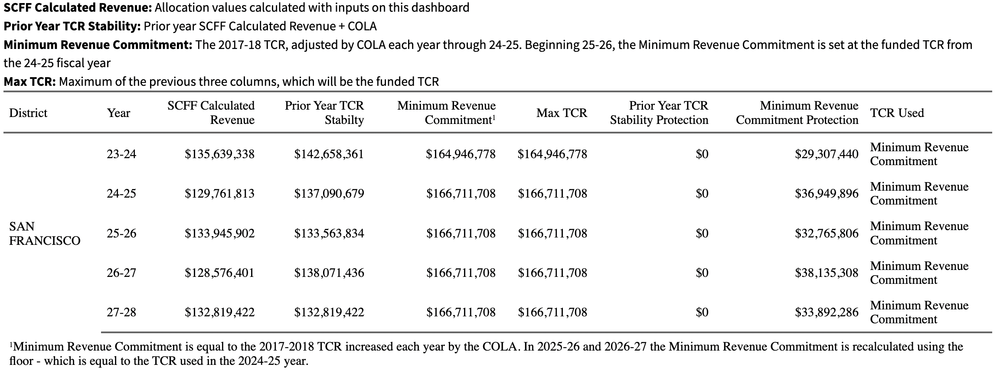 SCFF Calculated Revenue: Allocation values calculated with inputs on this dashboard
Prior Year TCR Stability: Prior year SCFF Calculated Revenue + COLA
Minimum Revenue Commitment: The 2017-18 TCR, adjusted by COLA each year through 24-25. Beginning 25-26, the Minimum Revenue Commitment is set at the funded TCR from
the 24-25 fiscal year
Max TCR: Maximum of the previous three columns, which will be the funded TCR
District Year SCFF Calculated Revenue Prior Year TCR Stabilty Minimum Revenue Commitment¹ Max TCR Prior Year TCR Stability Protection Minimum Revenue Commitment Protection TCR Used
23-24 $135,639,338 $142,658,361 $164,946,778 $164,946,778 $0 $29,307,440 Minimum Revenue Commitment
24-25 $129,761,813 $137,090,679 $166,711,708 $166,711,708 $0 $36,949,896 Minimum Revenue Commitment
SAN FRANCISCO 25-26 $133,945,902 $133,563,834 $166,711,708 $166,711,708 $0 $32,765,806 Minimum Revenue Commitment
26-27 $128,576,401 $138,071,436 $166,711,708 $166,711,708 $0 $38,135,308 Minimum Revenue Commitment
27-28 $132,819,422 $132,819,422 $166,711,708 $166,711,708 $0 $33,892,286 Minimum Revenue Commitment
¹Minimum Revenue Commitment is equal to the 2017-2018 TCR increased each year by the COLA. In 2025-26 and 2026-27 the Minimum Revenue Commitment is recalculated using the
floor - which is equal to the TCR used in the 2024-25 year.